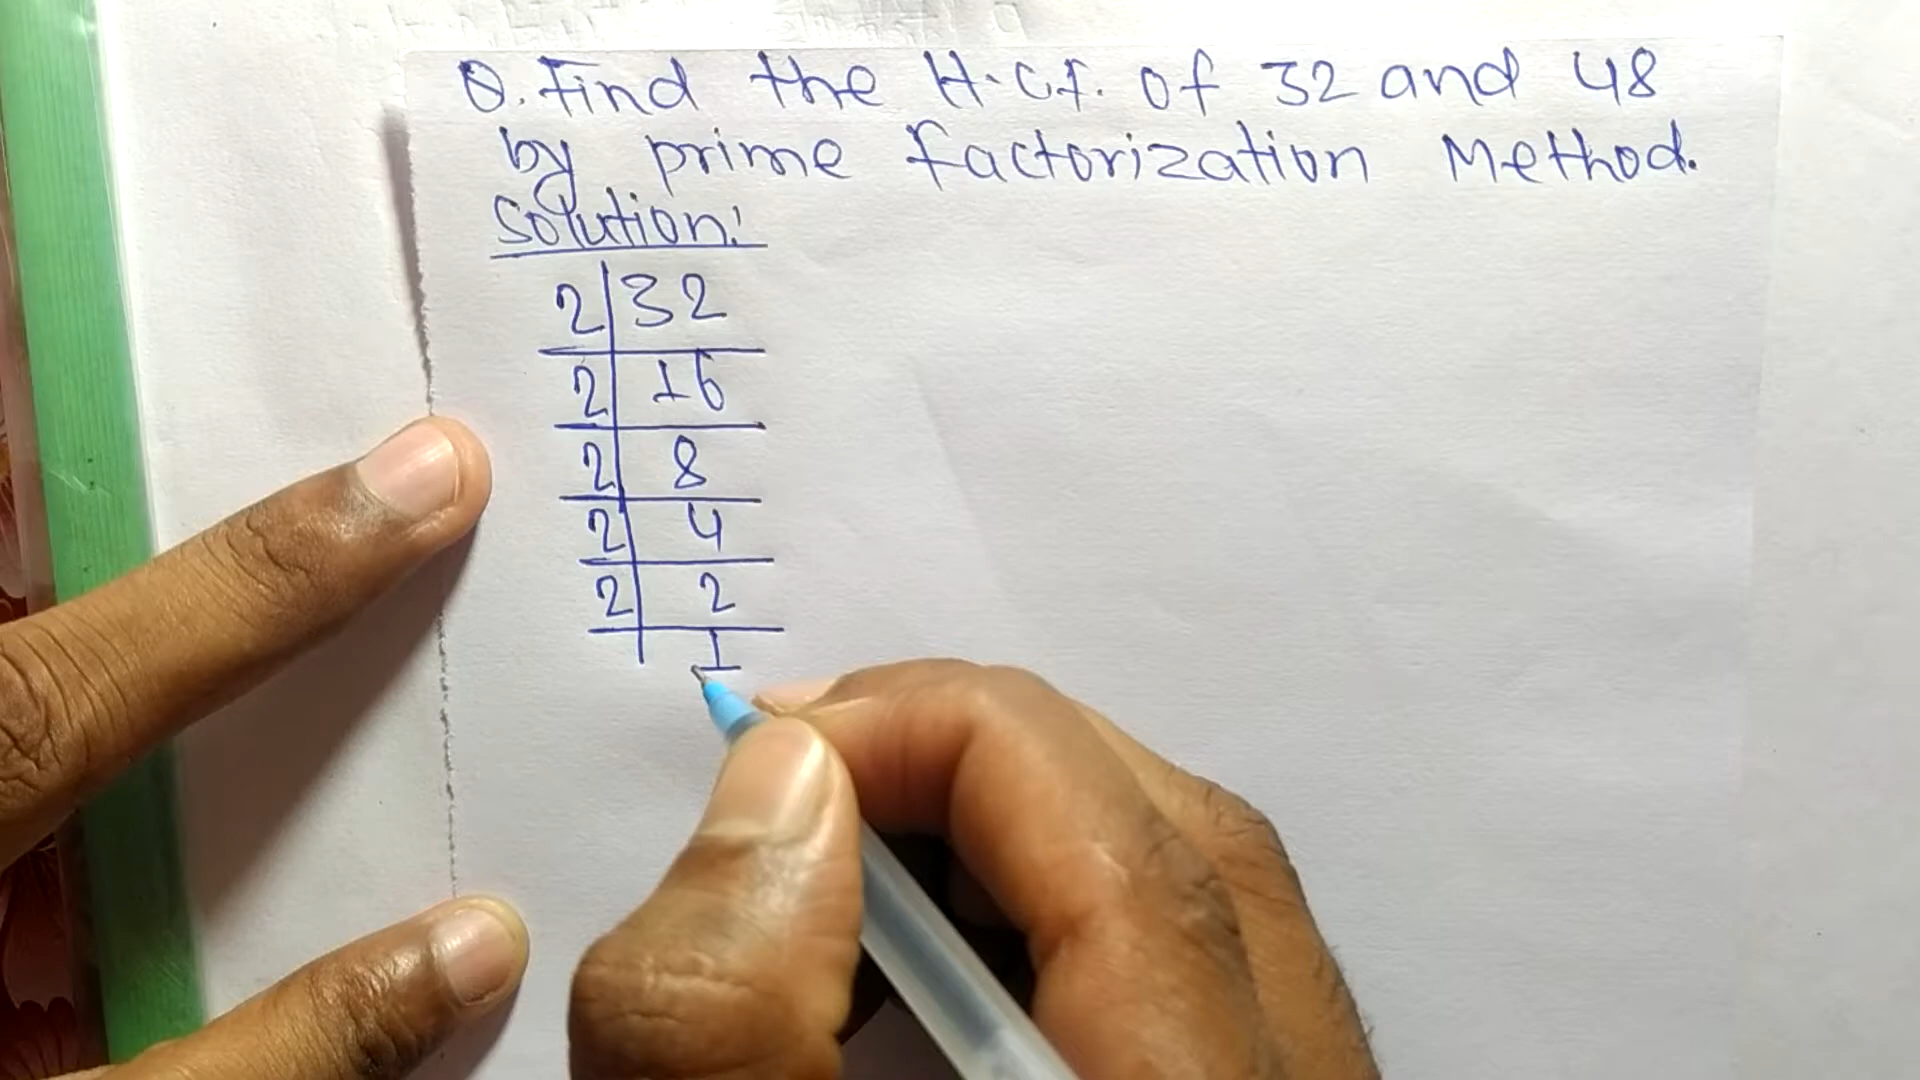 Q. Find the H.C.F. of 32 and 48
by prime factorization Method.
Solution:
2 | 32
2 | 16
2 | 8
2 | 4
2 | 2
1